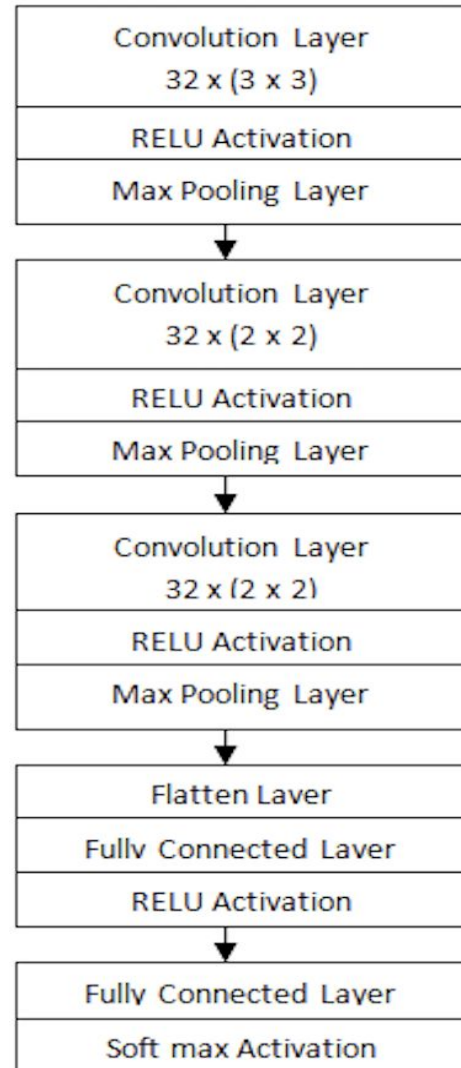 Convolution Layer
32 x (3 x 3)
RELU Activation
Max Pooling Layer
Convolution Layer
32 x (2 x 2)
RELU Activation
Max Pooling Layer
Convolution Layer
32 x (2 x 2)
RELU Activation
Max Pooling Layer
Flatten Layer
Fully Connected Layer
RELU Activation
Fully Connected Layer
Soft max Activation